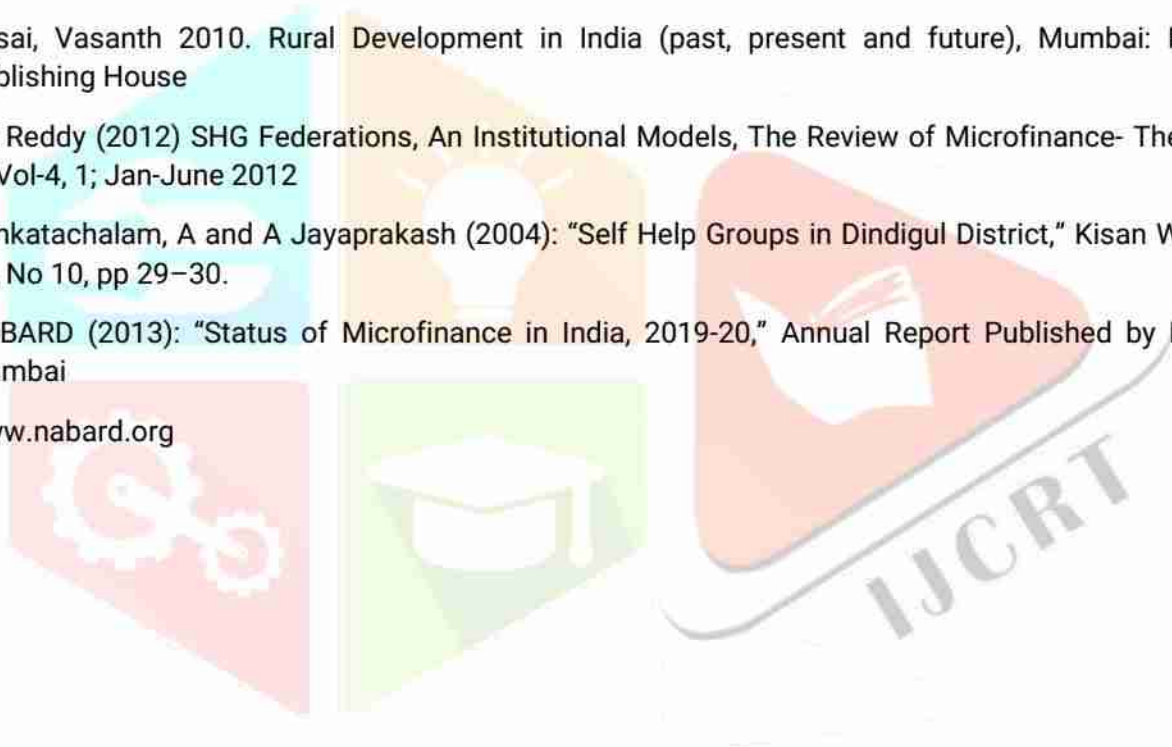 sai, Vasanth 2010. Rural Development in India (past, present and future), Mumbai:
blishing House
Reddy (2012) SHG Federations, An Institutional Models, The Review of Microfinance- The
Vol-4, 1; Jan-June 2012
nkatachalam, A and A Jayaprakash (2004): “Self Help Groups in Dindigul District,” Kisan W
No 10, pp 29–30.
BARD (2013): “Status of Microfinance in India, 2019-20,” Annual Report Published by
mbai
w.nabard.org
IJCRT